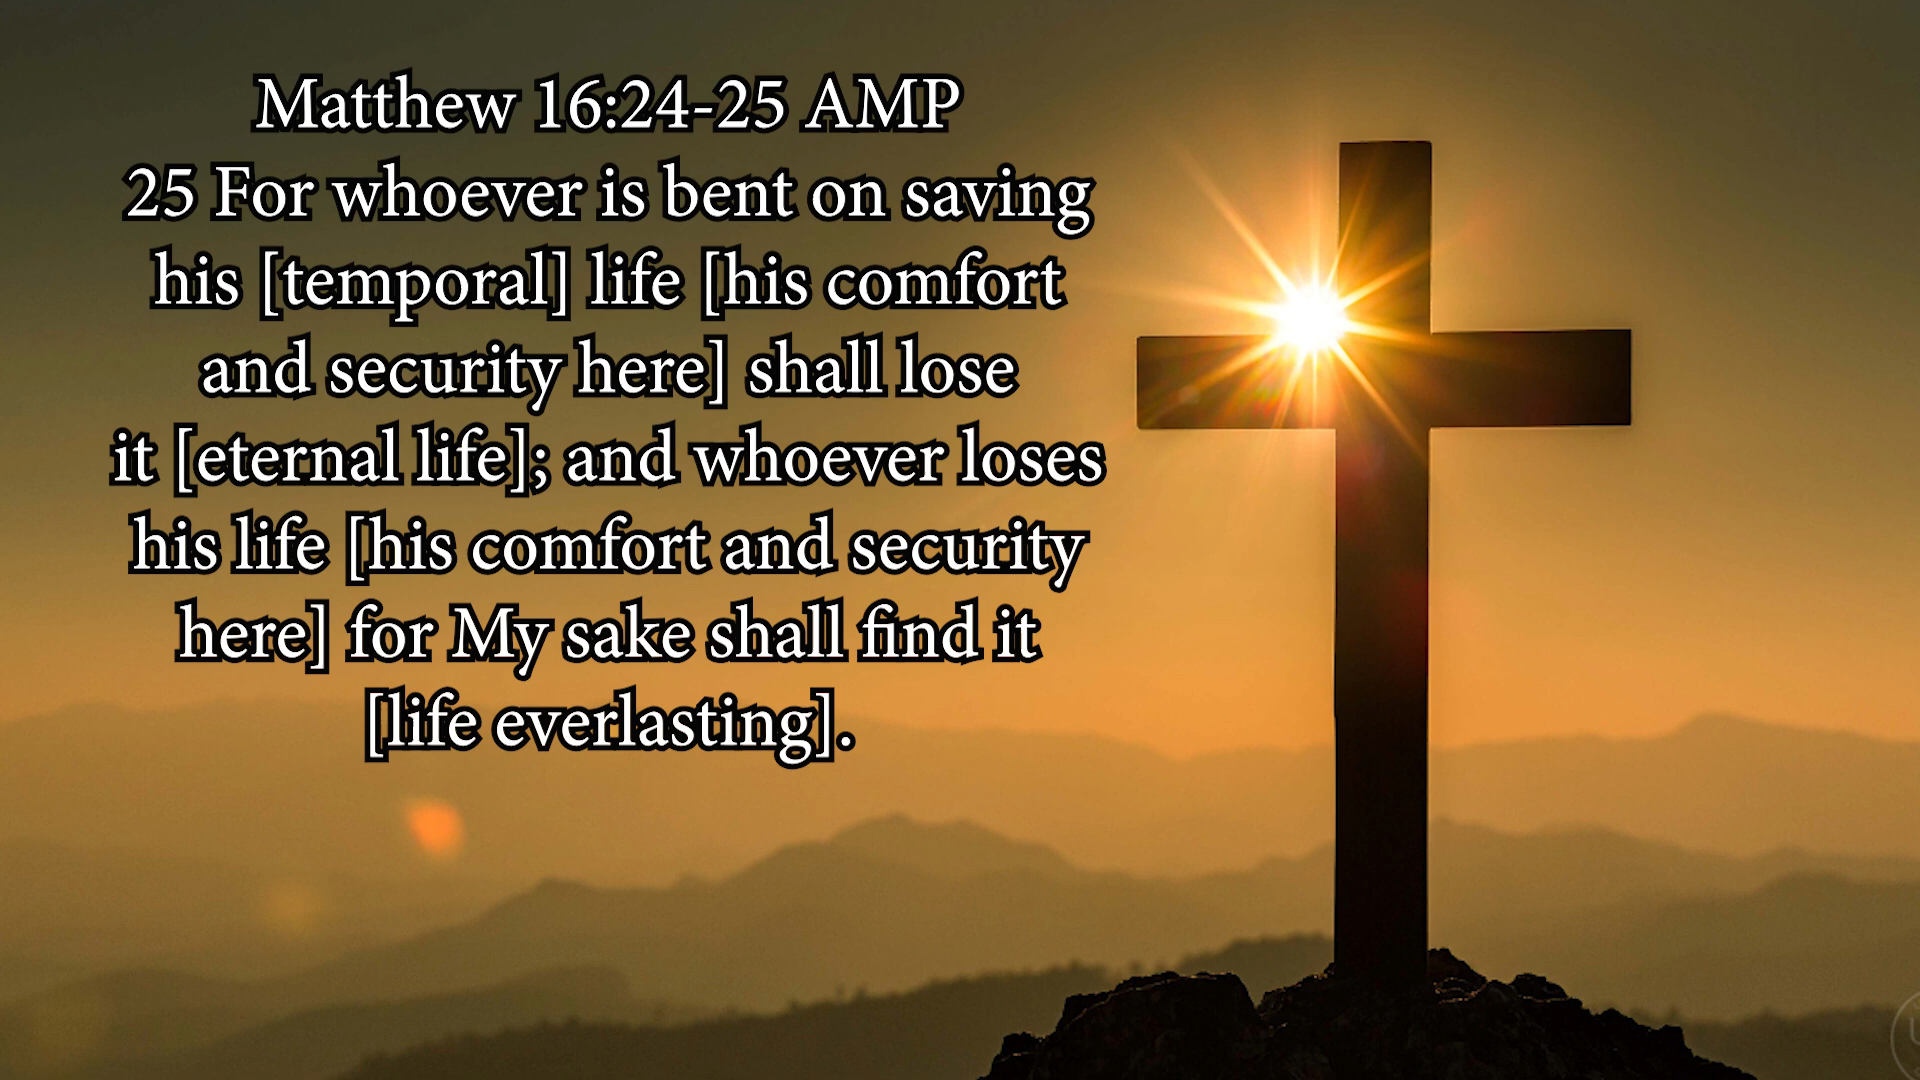 Matthew 16:24-25 AMP
25 For whoever is bent on saving
his [temporal] life [his comfort
and security here] shall lose
it [eternal life]; and whoever loses
his life [his comfort and security
here] for My sake shall find it
[life everlasting].